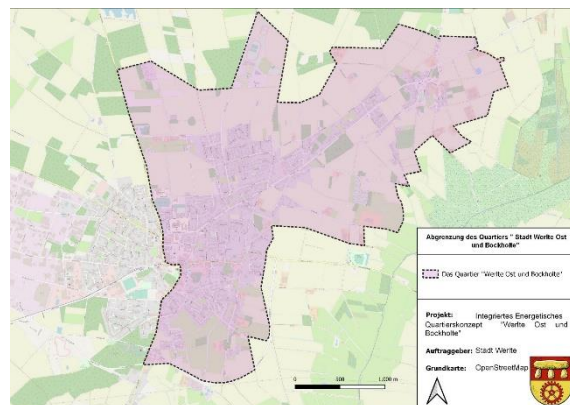 Abgrenzung des Quartiers " Stadt Werlte Ost
und Bockholte"
Das Quartier "Werlte Ost und Bockholte"
Projekt: Integriertes Energetisches
Quartierskonzept "Werlte Ost und
Bockholte"
Auftraggeber: Stadt Werlte
Grundkarte: OpenStreetMap
0 500 1.000 m